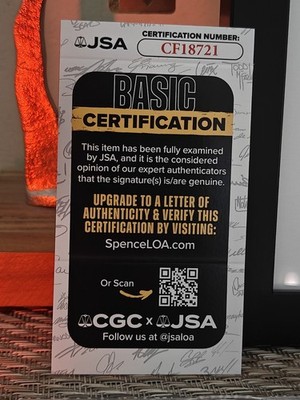 JSA
CERTIFICATION NUMBER:
CF18721
BASIC
CERTIFICATION
This item has been fully examined
by JSA, and it is the considered
opinion of our expert authenticators
that the signature(s) is/are genuine.
UPGRADE TO A LETTER OF
AUTHENTICITY & VERIFY THIS
CERTIFICATION BY VISITING:
SpenceLOA.com
Or Scan
CGC x JSA
Follow us at @jsaloa